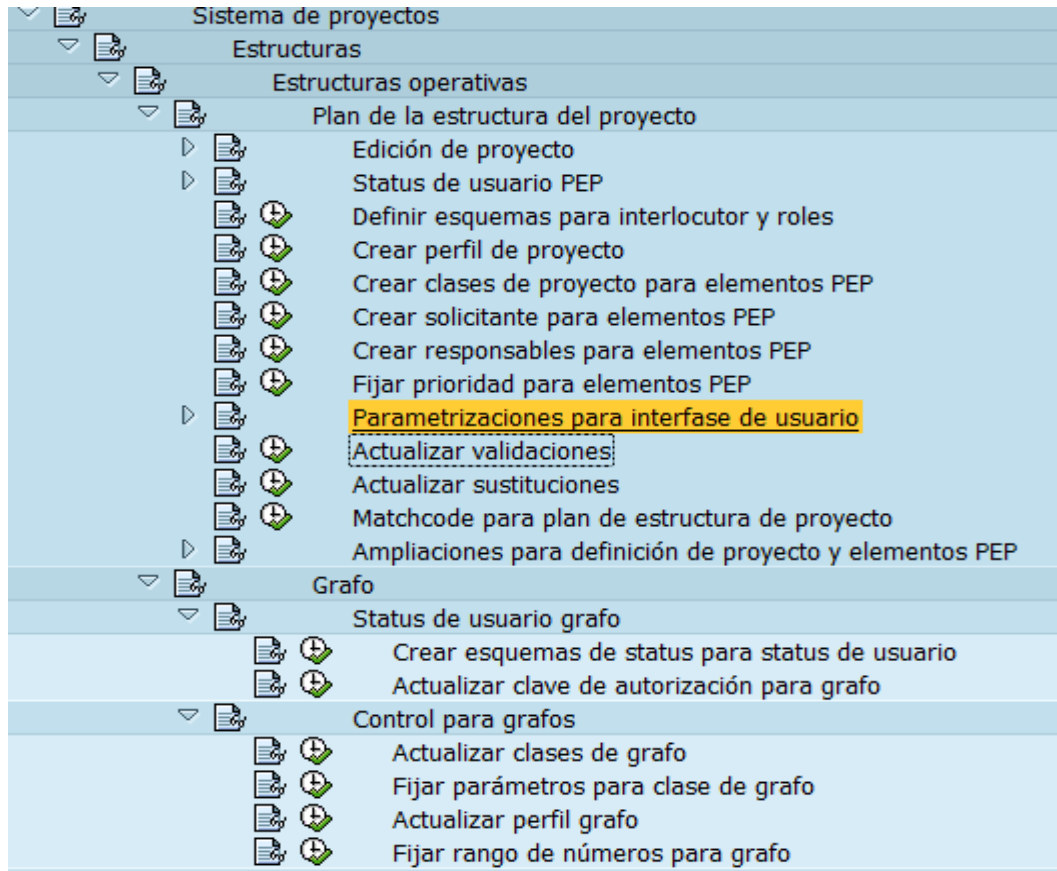 Sistema de proyectos
Estructuras
Estructuras operativas
Plan de la estructura del proyecto
Edición de proyecto
Status de usuario PEP
Definir esquemas para interlocutor y roles
Crear perfil de proyecto
Crear clases de proyecto para elementos PEP
Crear solicitante para elementos PEP
Crear responsables para elementos PEP
Fijar prioridad para elementos PEP
Parametrizaciones para interfase de usuario
Actualizar validaciones
Actualizar sustituciones
Matchcode para plan de estructura de proyecto
Ampliaciones para definición de proyecto y elementos PEP
Grafo
Status de usuario grafo
Crear esquemas de status para status de usuario
Actualizar clave de autorización para grafo
Control para grafos
Actualizar clases de grafo
Fijar parámetros para clase de grafo
Actualizar perfil grafo
Fijar rango de números para grafo